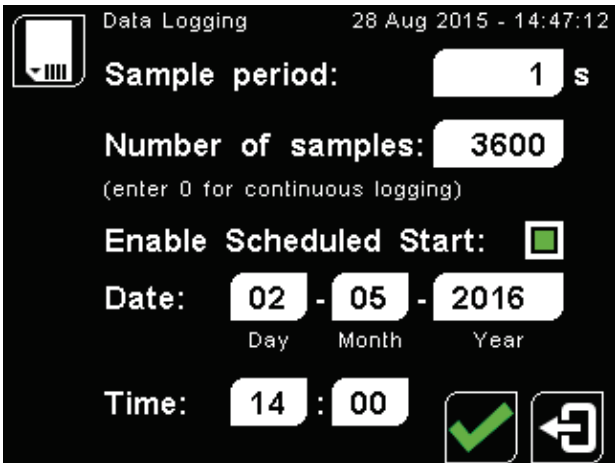 Data Logging 28 Aug 2015 - 14:47:12
Sample period: 1 s
Number of samples: 3600
(enter 0 for continuous logging)
Enable Scheduled Start:
Date: 02 - 05 - 2016
Day Month Year
Time: 14 : 00